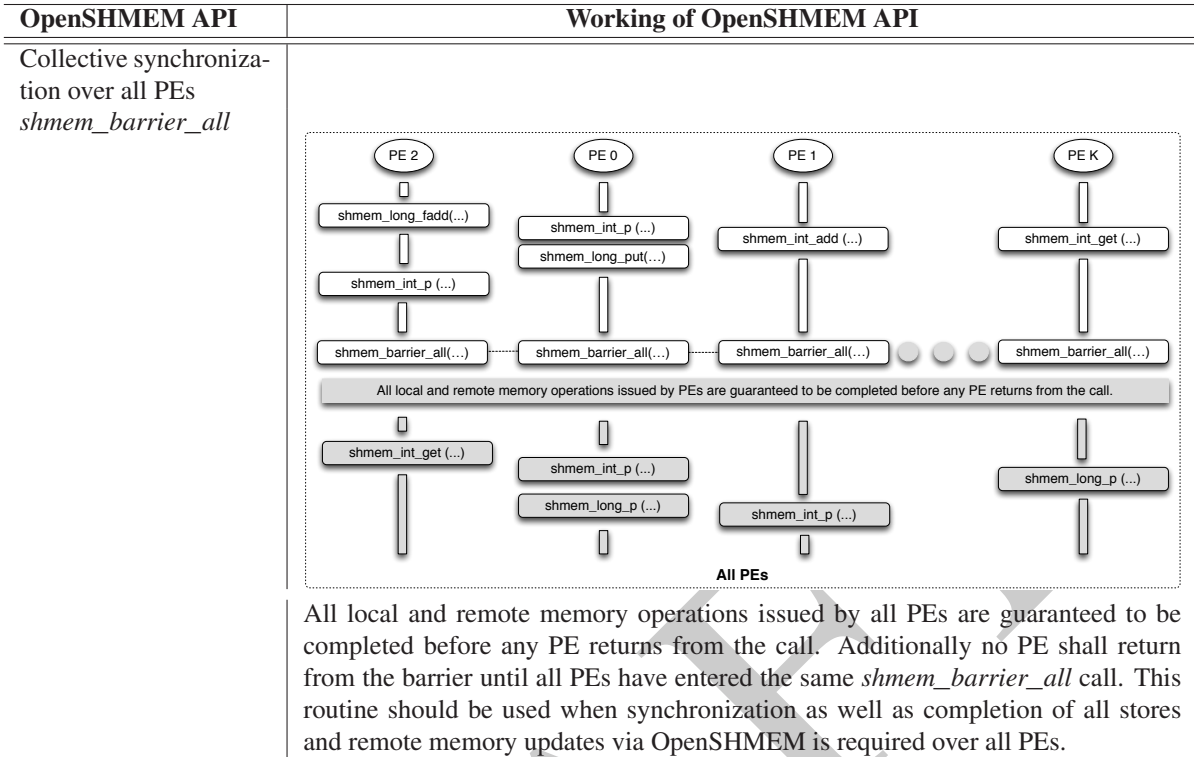 OpenSHMEM API Working of OpenSHMEM API
Collective synchroniza-
tion over all PEs
shmem_barrier_all
PE 2 PE 0 PE 1 PE K
shmem_long_fadd(...)
shmem_int_p (...)
shmem_int_add (...) shmem_int_get (...)
shmem_long_put(…)
shmem_int_p (...)
shmem_barrier_all(…) shmem_barrier_all(…) shmem_barrier_all(…) shmem_barrier_all(…)
All local and remote memory operations issued by PEs are guaranteed to be completed before any PE returns from the call.
shmem_int_get (...)
shmem_int_p (...)
shmem_long_p (...)
shmem_long_p (...)
shmem_int_p (...)
All PEs
All local and remote memory operations issued by all PEs are guaranteed to be
completed before any PE returns from the call. Additionally no PE shall return
from the barrier until all PEs have entered the same shmem_barrier_all call. This
routine should be used when synchronization as well as completion of all stores
and remote memory updates via OpenSHMEM is required over all PEs.